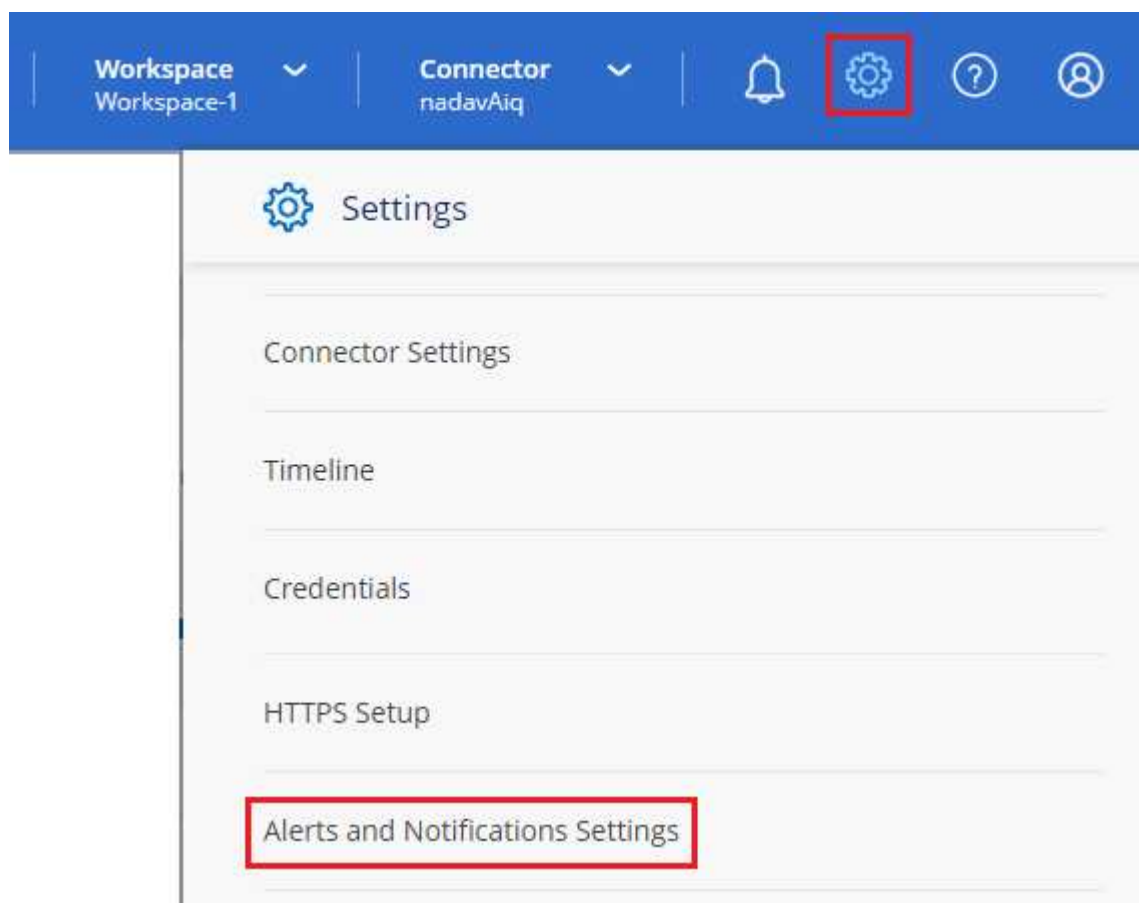 Workspace
Workspace-1
Connector
nadavAiq
Settings
Connector Settings
Timeline
Credentials
HTTPS Setup
Alerts and Notifications Settings